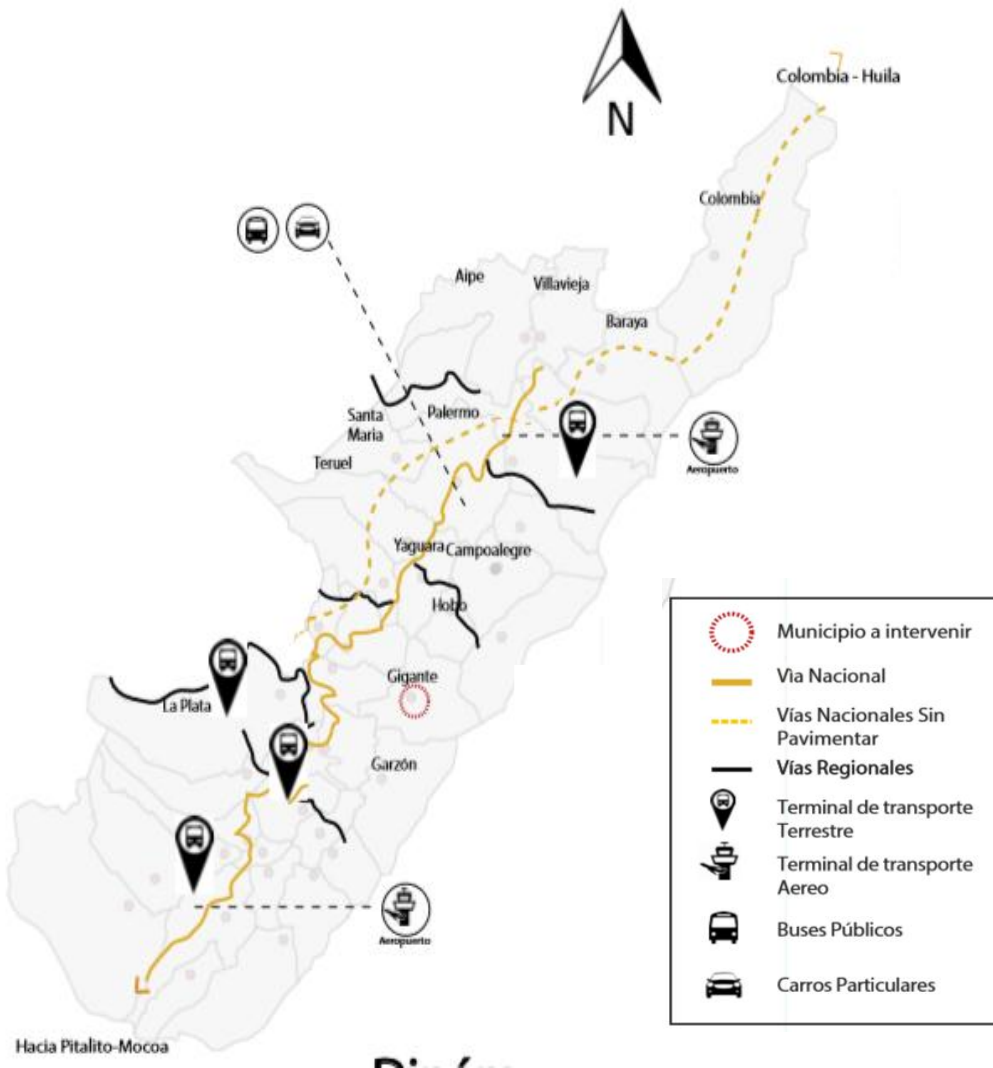 N
Colombia - Huila
Colombia
Aipe
Villavieja
Baraya
Santa
Maria
Palermo
Teruel
Aeropuerto
Yaguara
Campoalegre
Hobo
Gigante
La Plata
Garzón
Aeropuerto
Hacia Pitalito-Mocoa
Municipio a intervenir
Via Nacional
Vías Nacionales Sin
Pavimentar
Vías Regionales
Terminal de transporte
Terrestre
Terminal de transporte
Aereo
Buses Públicos
Carros Particulares